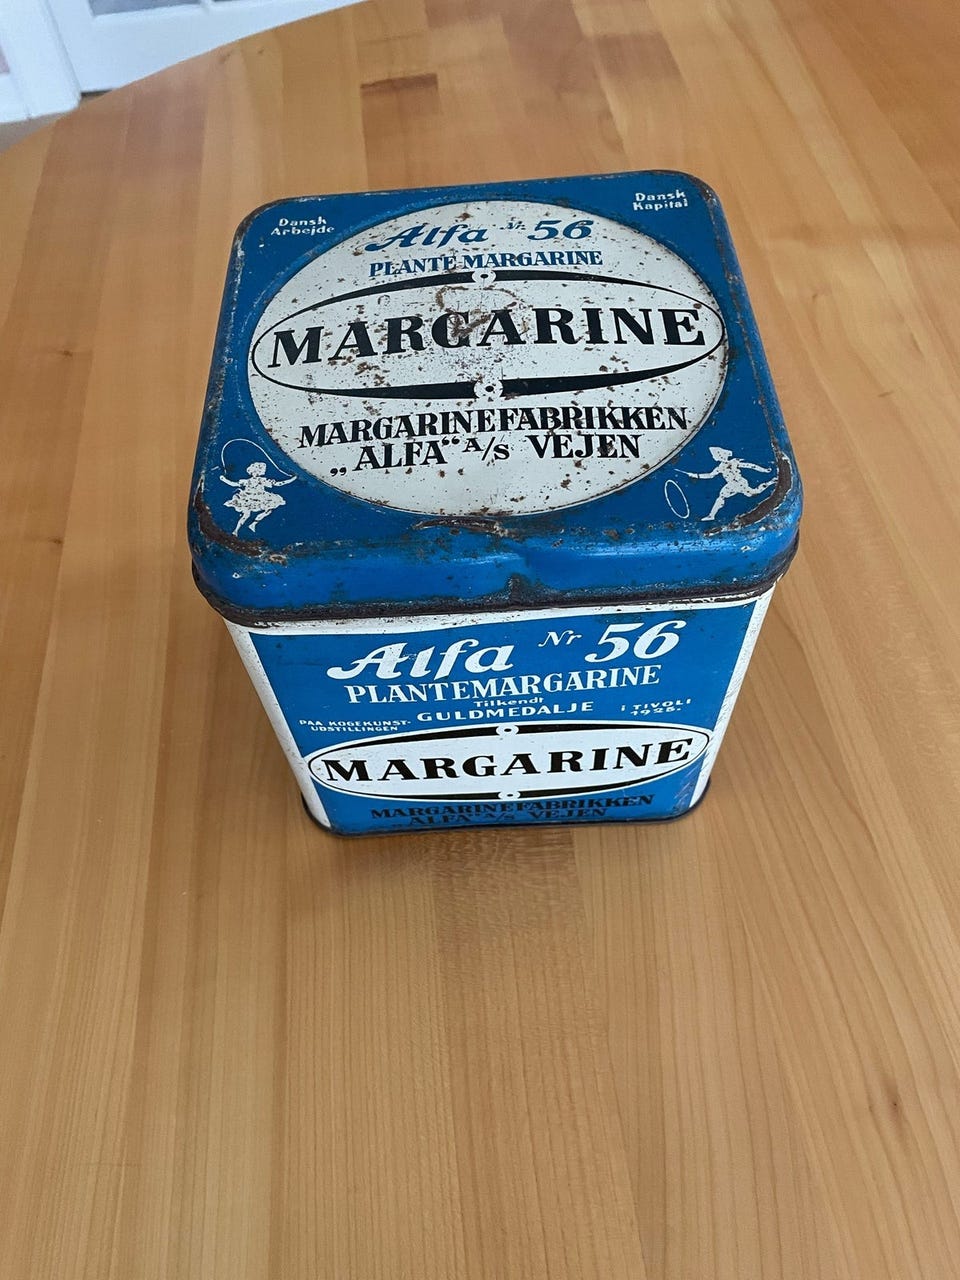 Dansk
Arbejde
Dansk
Kapital
Alfa Nr. 56
PLANTE MARGARINE
MARGARINE
MARGARINEFABRIKKEN
„ALFA“ A/S VEJEN
Alfa Nr 56
PLANTEMARGARINE
Tilkendt
PAA KOGEKUNST-
UDSTILLINGEN
GULDMEDALJE
i TIVOLI
MARGARINE
MARGARINEFABRIKKEN
„ALFA“ A/S VEJEN